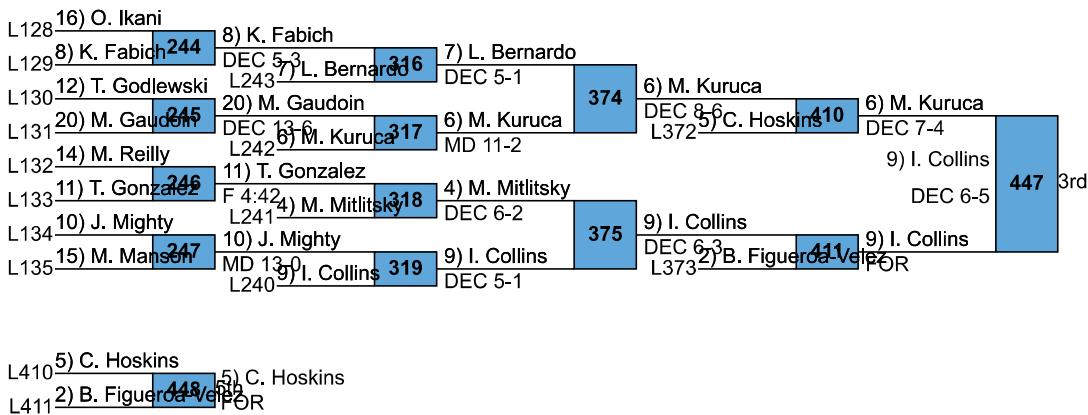 L128 16) O. Ikani
244
L129 8) K. Fabich
8) K. Fabich
DEC 5-3
L243 7) L. Bernardo
316
L130 12) T. Godlewski
245
L131 20) M. Gaudoin
20) M. Gaudoin
DEC 13-6
L242 6) M. Kuruca
317
L132 14) M. Reilly
246
L133 11) T. Gonzalez
11) T. Gonzalez
F 4:42
L241 4) M. Mitlitsky
318
L134 10) J. Mighty
247
L135 15) M. Manson
10) J. Mighty
MD 13-0
L240 9) I. Collins
319
7) L. Bernardo
DEC 5-1
374
6) M. Kuruca
MD 11-2
4) M. Mitlitsky
DEC 6-2
375
9) I. Collins
DEC 5-1
6) M. Kuruca
DEC 8-6
L372 5) C. Hoskins
410
9) I. Collins
DEC 6-3
L373 2) B. Figueroa-Velez
411
6) M. Kuruca
DEC 7-4
9) I. Collins
FOR
447
9) I. Collins
DEC 6-5
3rd
L410 5) C. Hoskins
448
L411 2) B. Figueroa-Velez
5) C. Hoskins
FOR
5th